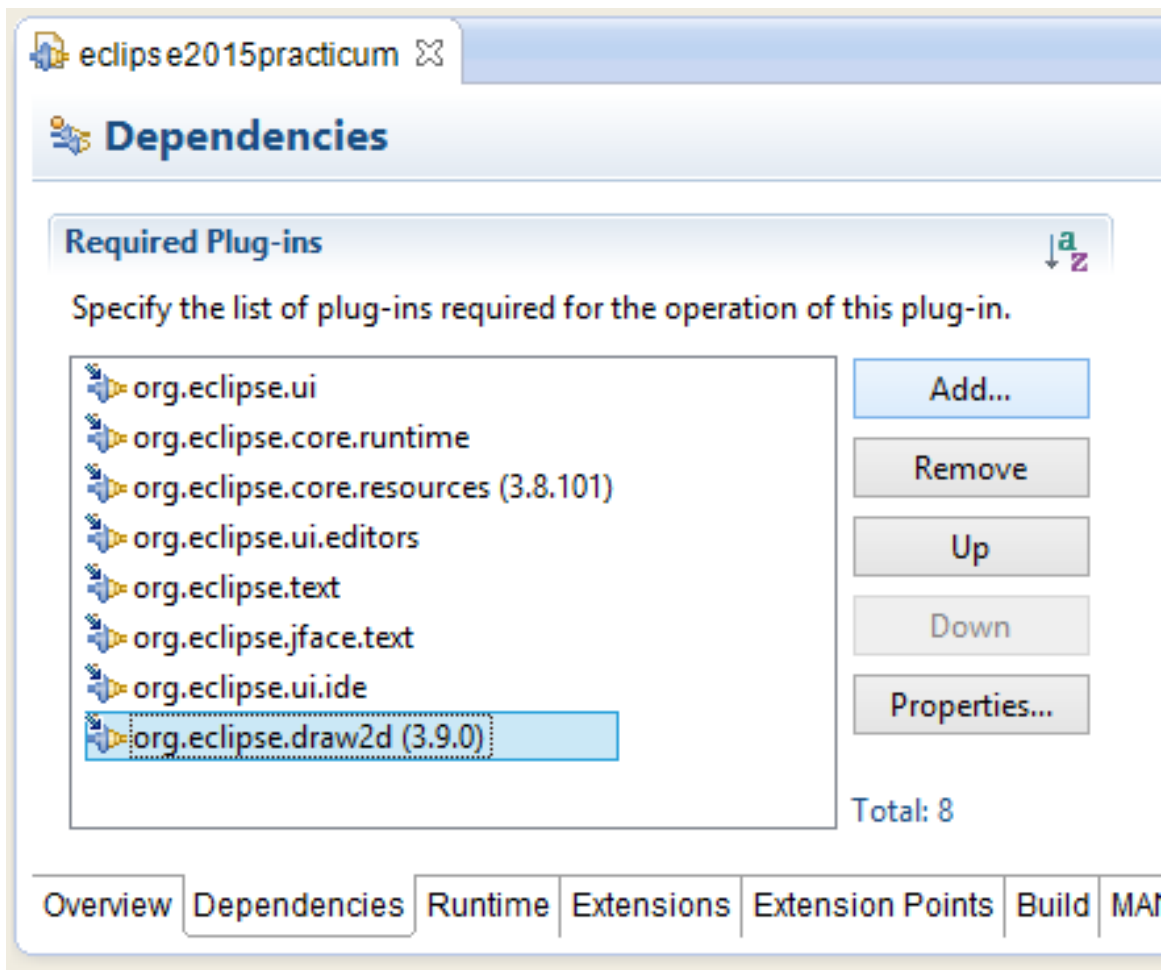 eclipse2015practicum
Dependencies
Required Plug-ins
Specify the list of plug-ins required for the operation of this plug-in.
org.eclipse.ui
org.eclipse.core.runtime
org.eclipse.core.resources (3.8.101)
org.eclipse.ui.editors
org.eclipse.text
org.eclipse.jface.text
org.eclipse.ui.ide
org.eclipse.draw2d (3.9.0)
Add...
Remove
Up
Down
Properties...
Total: 8
Overview Dependencies Runtime Extensions Extension Points Build MAN